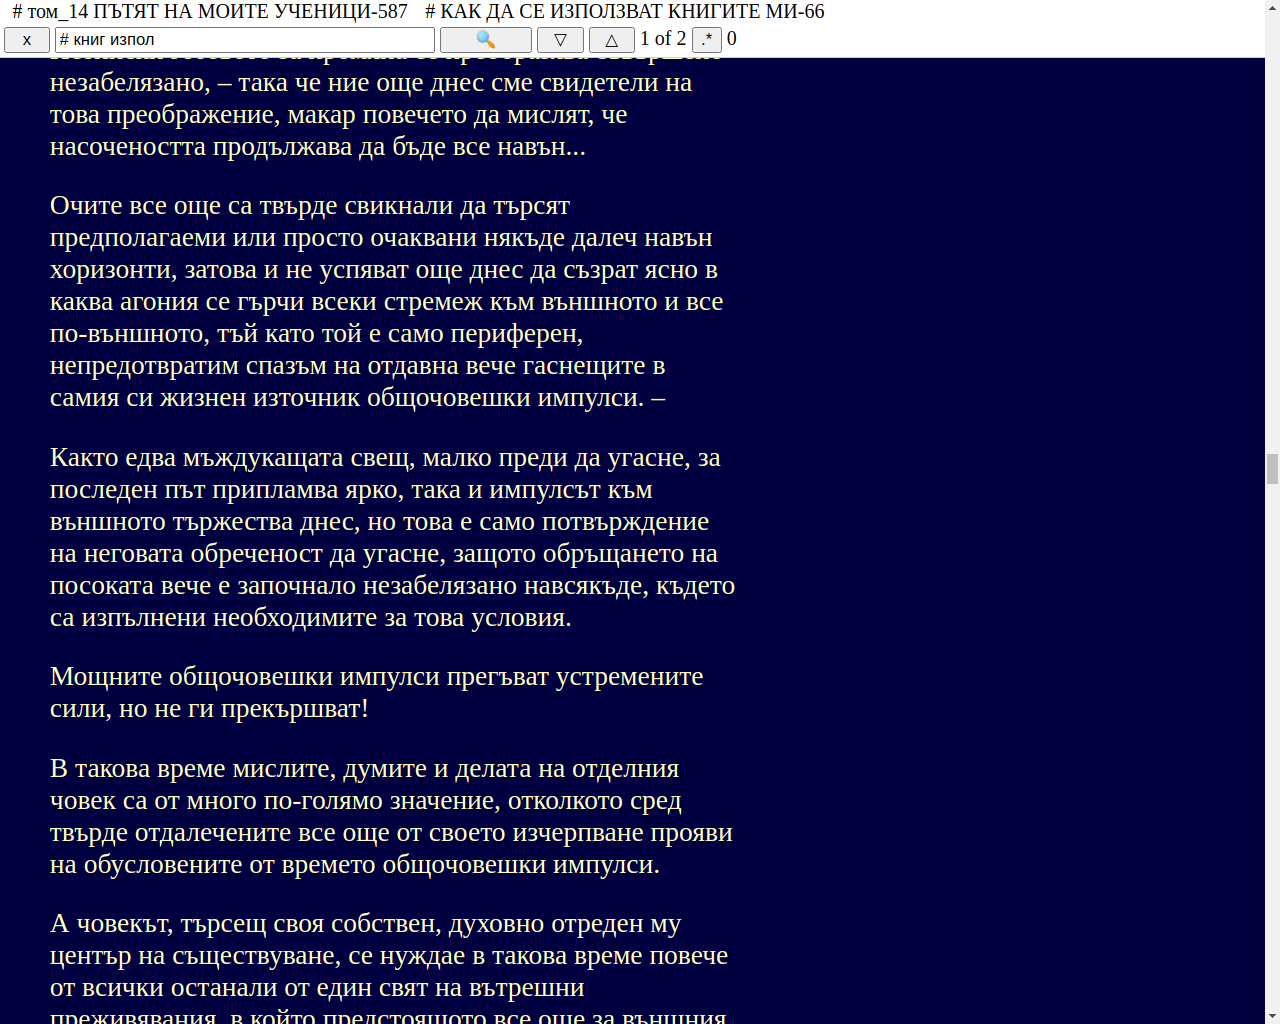 # том_14 ПЪТЯТ НА МОИТЕ УЧЕНИЦИ-587 # КАК ДА СЕ ИЗПОЛЗВАТ КНИГИТЕ МИ-66
x # книг изпол 🔍 ▽ △ 1 of 2 .* 0
незабелязано, – така че ние още днес сме свидетели на
това преображение, макар повечето да мислят, че
насочеността продължава да бъде все навън...
Очите все още са твърде свикнали да търсят
предполагаеми или просто очаквани някъде далеч навън
хоризонти, затова и не успяват още днес да съзрат ясно в
каква агония се гърчи всеки стремеж към външното и все
по-външното, тъй като той е само периферен,
непредотвратим спазъм на отдавна вече гаснещите в
самия си жизнен източник общочовешки импулси. –
Както едва мъждукащата свещ, малко преди да угасне, за
последен път припламва ярко, така и импулсът към
външното тържества днес, но това е само потвърждение
на неговата обреченост да угасне, защото обръщането на
посоката вече е започнало незабелязано навсякъде, където
са изпълнени необходимите за това условия.
Мощните общочовешки импулси прегъват устремените
сили, но не ги прекършват!
В такова време мислите, думите и делата на отделния
човек са от много по-голямо значение, отколкото сред
твърде отдалечените все още от своето изчерпване прояви
на обусловените от времето общочовешки импулси.
А човекът, търсещ своя собствен, духовно отреден му
център на съществуване, се нуждае в такова време повече
от всички останали от един свят на вътрешни
преживявания, в който предстоящото все още за външния